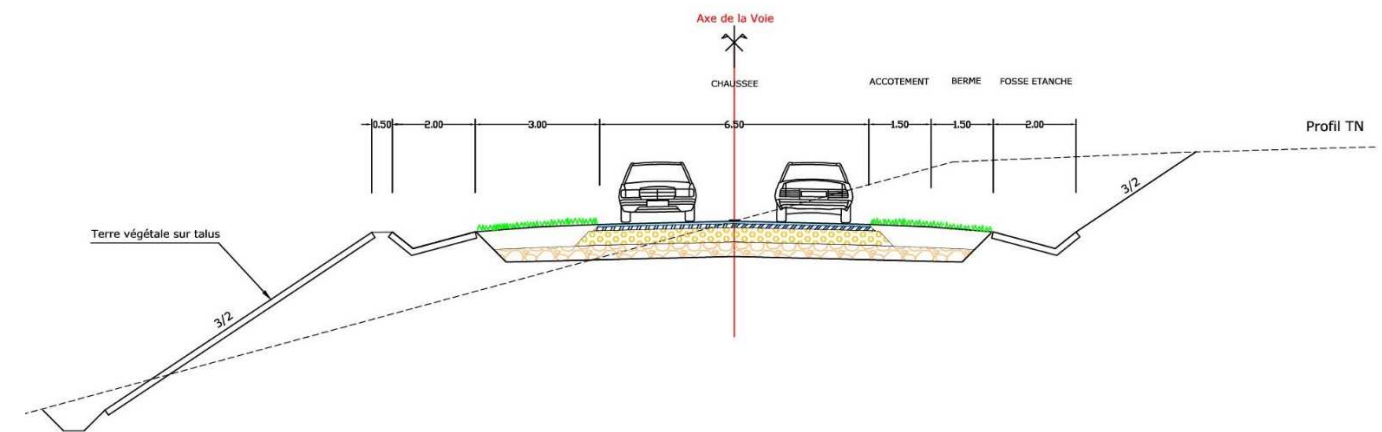 Axe de la Voie
CHAUSSEE
ACCOTEMENT
BERME
FOSSE ETANCHE
0.50
2.00
3.00
6.50
1.50
1.50
2.00
Profil TN
3/2
Terre végétale sur talus
3/2